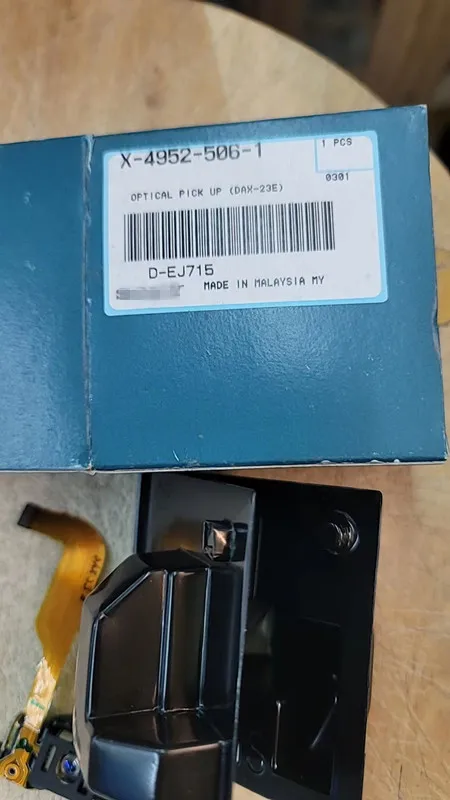 X-4952-506-1
1 PCS
0301
OPTICAL PICK UP (DAX-23E)
D-EJ715
MADE IN MALAYSIA MY